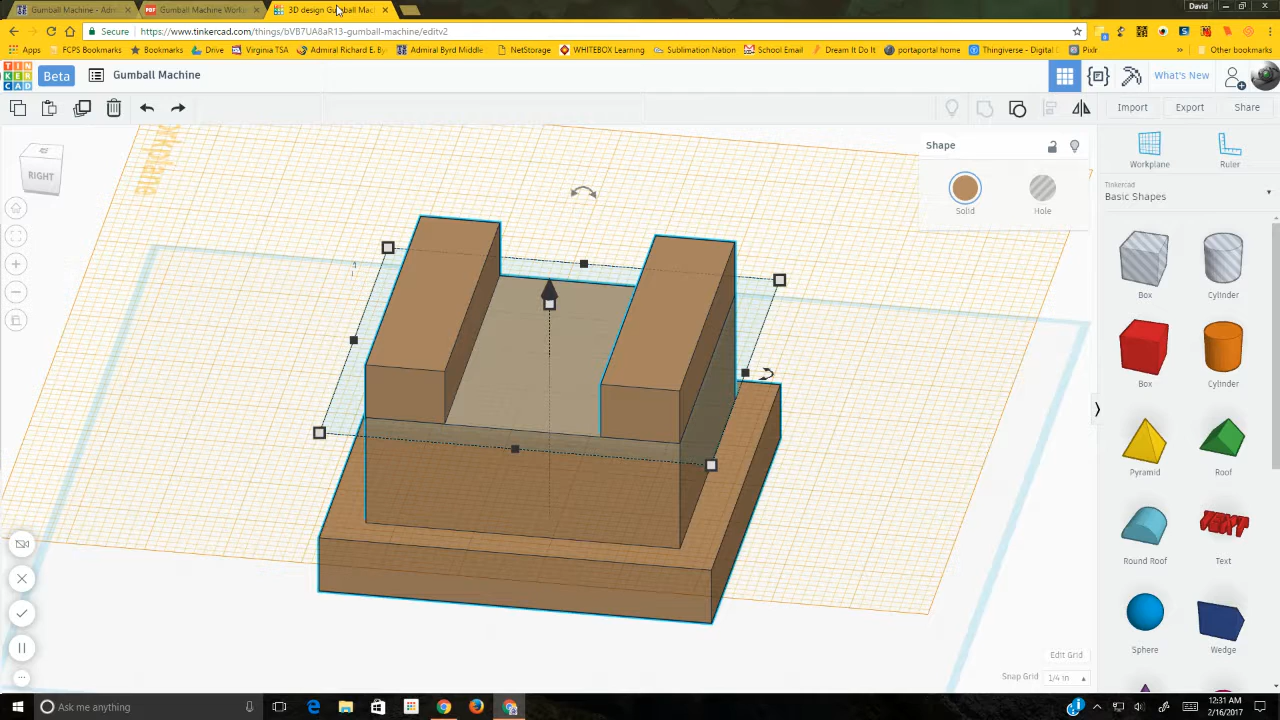 Gumball Machine - Adm
Gumball Machine Work
3D design Gumball Mac
David
Secure
https://www.tinkercad.com/things/bVB7UA8aR13-gumball-machine/editv2
Apps
FCPS Bookmarks
Bookmarks
Drive
Virginia TSA
Admiral Richard E. By
Admiral Byrd Middle
NetStorage
WHITEBOX Learning
Sublimation Nation
School Email
Dream It Do It
portaportal home
Thingiverse - Digital
Pixlr
Other bookmarks
TIN
KER
CAD
Beta
Gumball Machine
What's New
Import
Export
Share
Shape
Solid
Hole
Workplane
Ruler
Tinkercad
Basic Shapes
RIGHT
Box
Cylinder
Box
Cylinder
Pyramid
Roof
Round Roof
Text
TEXT
Sphere
Wedge
Edit Grid
Snap Grid
1/4 in
Ask me anything
12:31 AM
2/16/2017